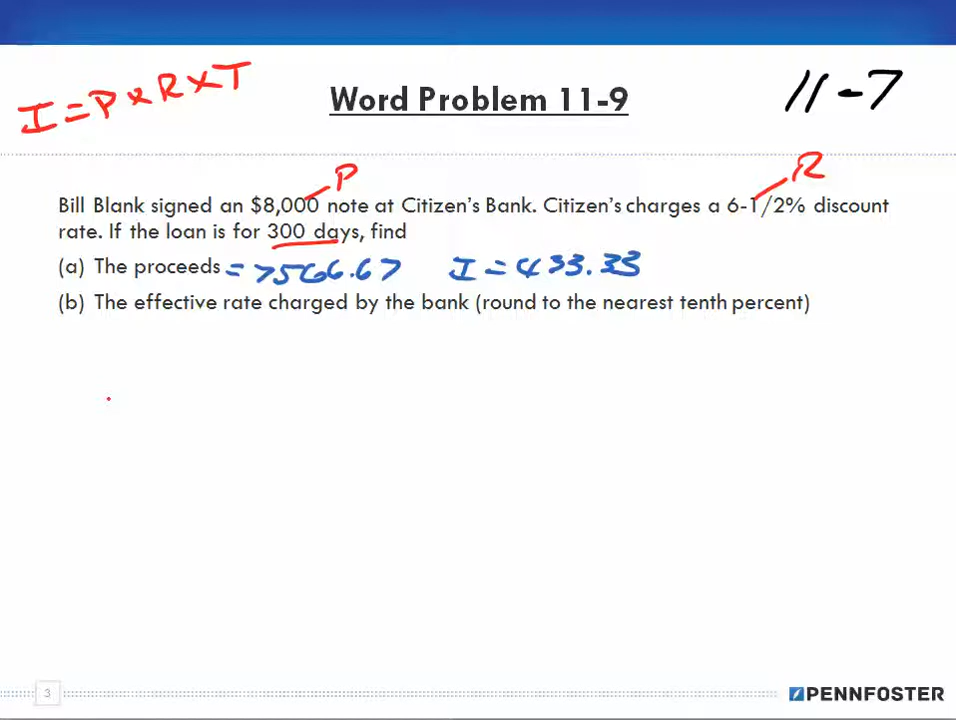 I = P x R x T
Word Problem 11-9
11-7
P
R
Bill Blank signed an $8,000 note at Citizen's Bank. Citizen's charges a 6-1/2% discount
rate. If the loan is for 300 days, find
(a) The proceeds = 7566.67 I = 433.33
(b) The effective rate charged by the bank (round to the nearest tenth percent)
3
PENNFOSTER